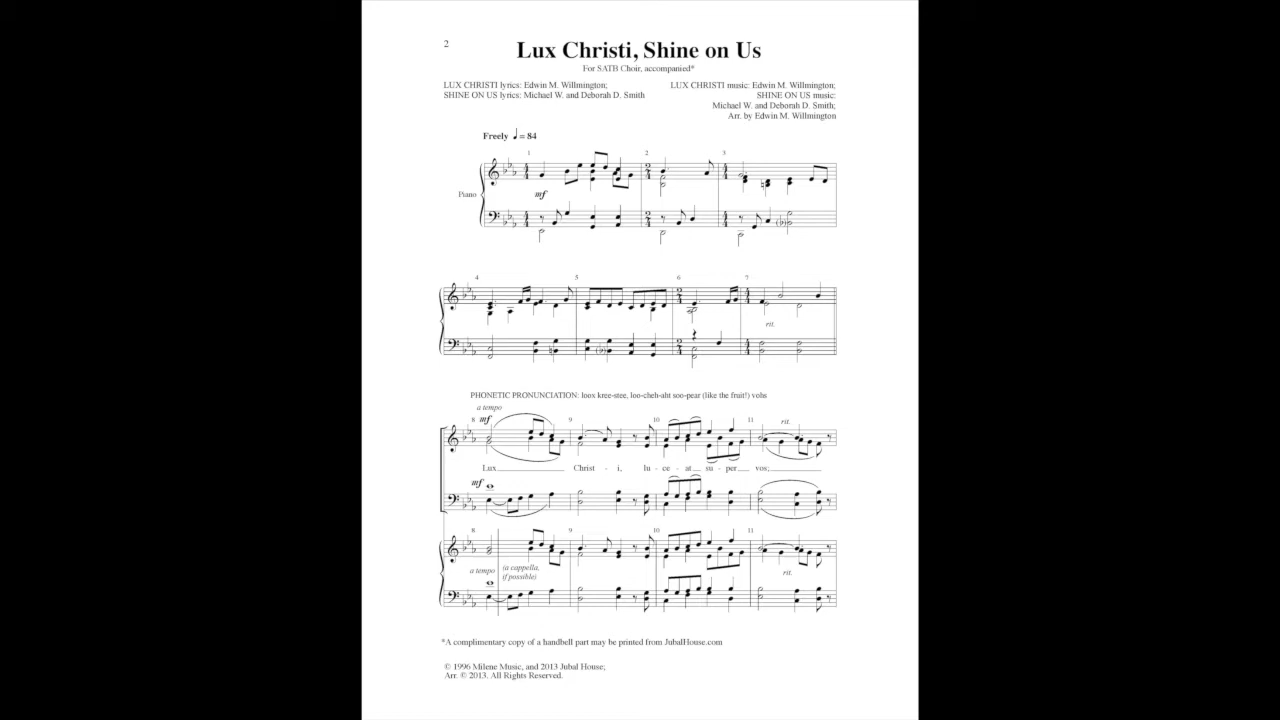 2
Lux Christi, Shine on Us
For SATB Choir, accompanied*
LUX CHRISTI lyrics: Edwin M. Willmington;
SHINE ON US lyrics: Michael W. and Deborah D. Smith
LUX CHRISTI music: Edwin M. Willmington;
SHINE ON US music:
Michael W. and Deborah D. Smith;
Arr. by Edwin M. Willmington
Freely ♩ = 84
1 2 3
Piano
mf
4 5 6 7
rit.
PHONETIC PRONUNCIATION: loox kree-stee, loo-cheh-aht soo-pear (like the fruit!) vohs
a tempo
8 mf 9 10 11 rit.
Lux Christ - i, lu - ce - at su - per vos;
mf
8 9 10 11
a tempo (a cappella,
if possible)
rit.
*A complimentary copy of a handbell part may be printed from JubalHouse.com
© 1996 Milene Music, and 2013 Jubal House;
Arr. © 2013. All Rights Reserved.